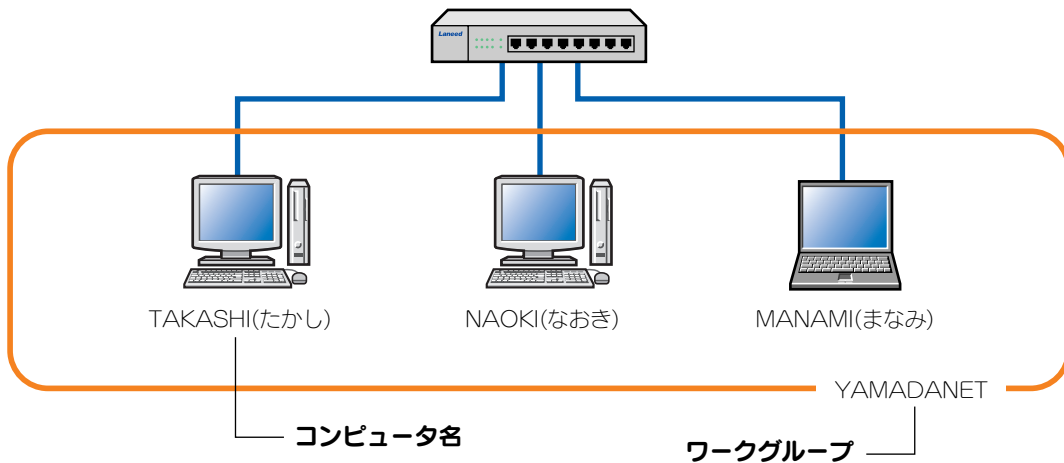 Laneed
TAKASHI(たかし)
NAOKI(なおき)
MANAMI(まなみ)
YAMADANET
コンピュータ名
ワークグループ